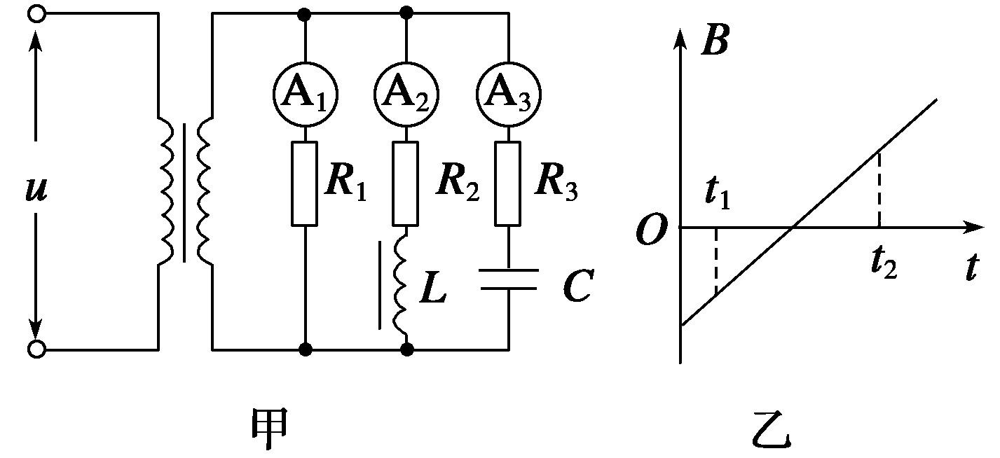 u
A₁ A₂ A₃
R₁ R₂ R₃
L C
甲
B
O t₁ t₂ t
乙